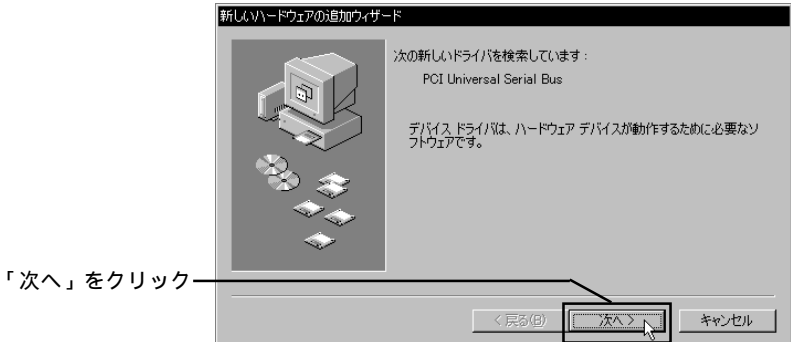 新しいハードウェアの追加ウィザード
次の新しいドライバを検索しています：
PCI Universal Serial Bus
デバイス ドライバは、ハードウェア デバイスが動作するために必要なソ
フトウェアです。
「次へ」をクリック
< 戻る(B)
次へ >
キャンセル